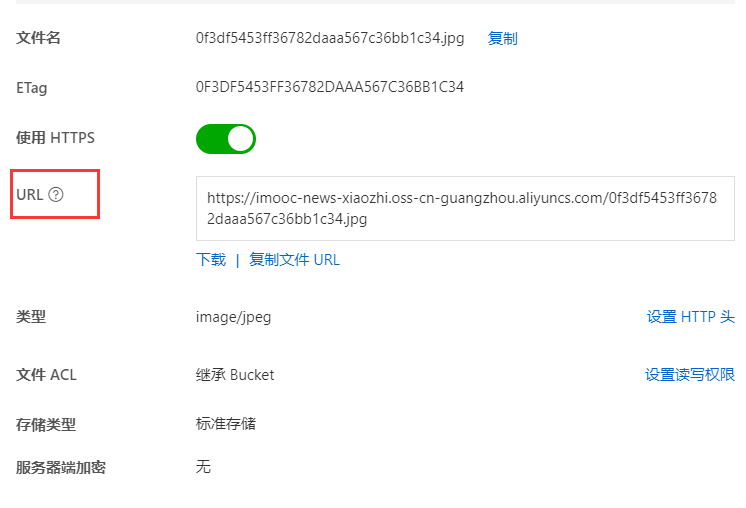 文件名 0f3df5453ff36782daaa567c36bb1c34.jpg 复制
ETag 0F3DF5453FF36782DAAA567C36BB1C34
使用 HTTPS
URL ?
https://imooc-news-xiaozhi.oss-cn-guangzhou.aliyuncs.com/0f3df5453ff3678
2daaa567c36bb1c34.jpg
下载 | 复制文件 URL
类型 image/jpeg 设置 HTTP 头
文件 ACL 继承 Bucket 设置读写权限
存储类型 标准存储
服务器端加密 无